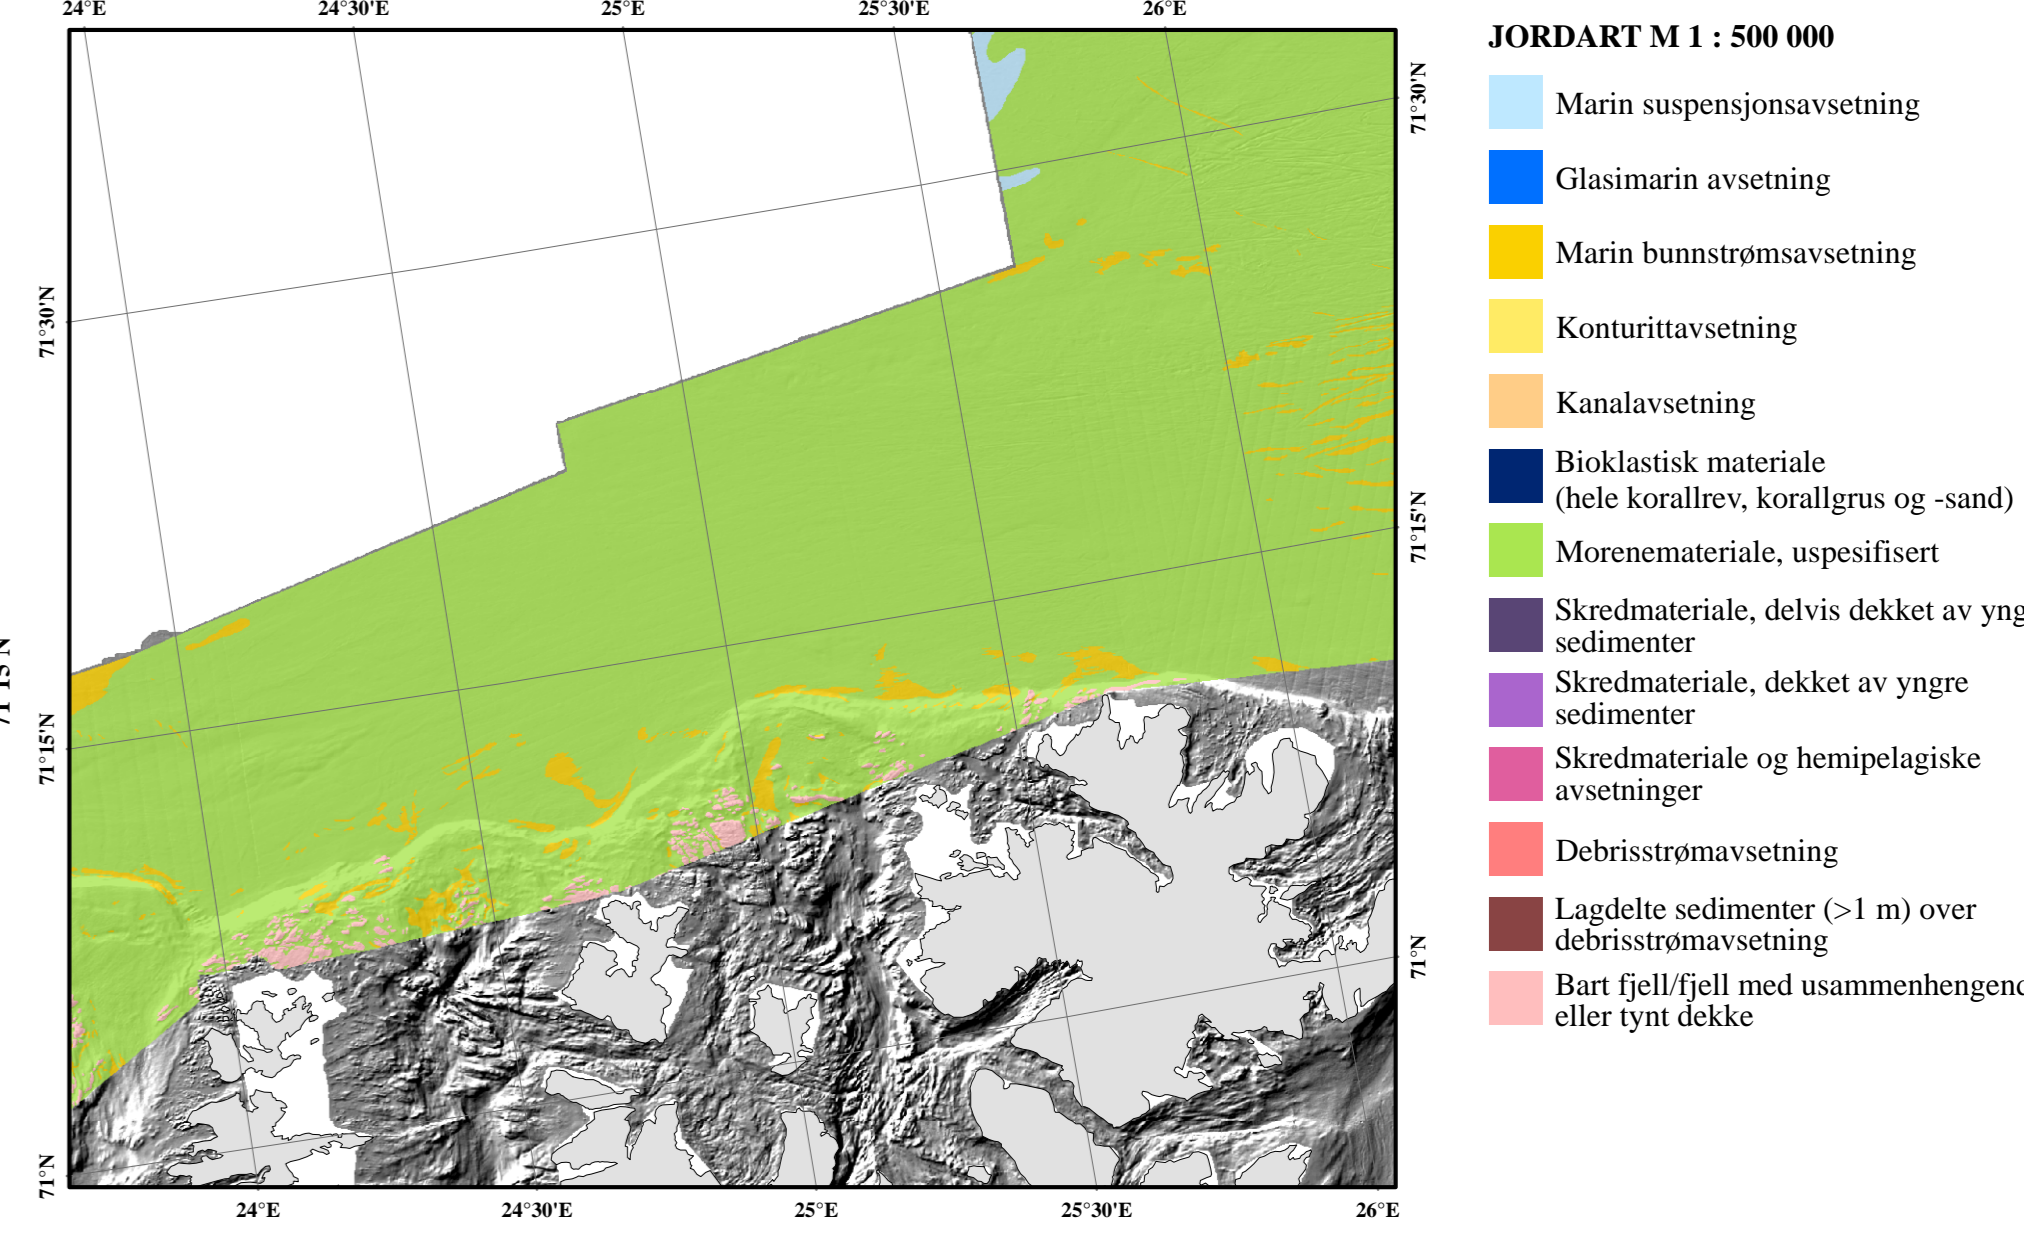 24°E 24°30'E 25°E 25°30'E 26°E
71°30'N
71°15'N
71°N
71°30'N
71°15'N
71°15'N
71°N
24°E 24°30'E 25°E 25°30'E 26°E
JORDART M 1 : 500 000
Marin suspensjonsavsetning
Glasimarin avsetning
Marin bunnstrømsavsetning
Konturittavsetning
Kanalavsetning
Bioklastisk materiale
(hele korallrev, korallgrus og -sand)
Morenemateriale, uspesifisert
Skredmateriale, delvis dekket av yng
sedimenter
Skredmateriale, dekket av yngre
sedimenter
Skredmateriale og hemipelagiske
avsetninger
Debrisstrømavsetning
Lagdelte sedimenter (>1 m) over
debrisstrømavsetning
Bart fjell/fjell med usammenhengend
eller tynt dekke